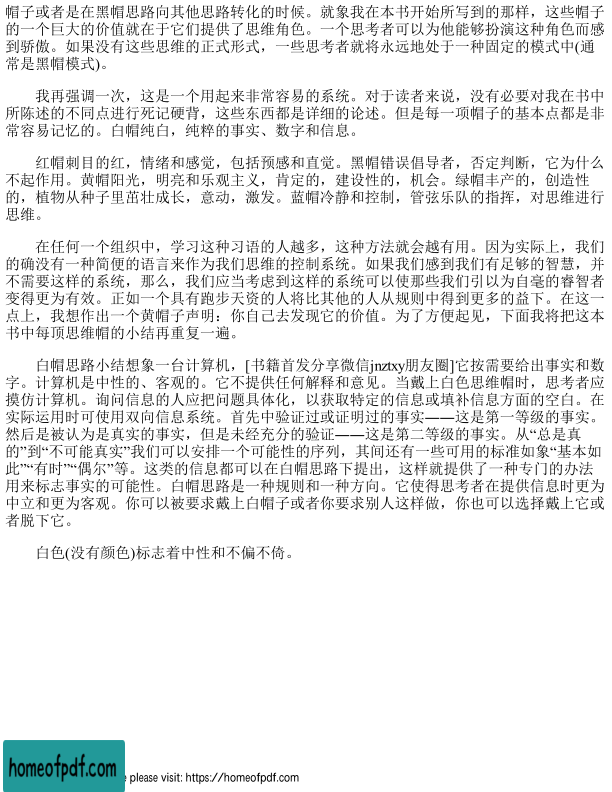 帽子或者是在黑帽思路向其他思路转化的时候。就象我在本书开始所写到的那样，这些帽子
的一个巨大的价值就在于它们提供了思维角色。一个思考者可以为他能够扮演这种角色而感
到骄傲。如果没有这些思维的正式形式，一些思考者就将永远地处于一种固定的模式中(通
常是黑帽模式)。
我再强调一次，这是一个用起来非常容易的系统。对于读者来说，没有必要对我在书中
所陈述的不同点进行死记硬背，这些东西都是详细的论述。但是每一项帽子的基本点都是非
常容易记忆的。白帽纯白，纯粹的事实、数字和信息。
红帽刺目的红，情绪和感觉，包括预感和直觉。黑帽错误倡导者，否定判断，它为什么
不起作用。黄帽阳光，明亮和乐观主义，肯定的，建设性的，机会。绿帽丰产的，创造性
的，植物从种子里茁壮成长，意动，激发。蓝帽冷静和控制，管弦乐队的指挥，对思维进行
思维。
在任何一个组织中，学习这种习语的人越多，这种方法就会越有用。因为实际上，我们
的确没有一种简便的语言来作为我们思维的控制系统。如果我们感到我们有足够的智慧，并
不需要这样的系统，那么，我们应当考虑到这样的系统可以使那些我们引以为自毫的睿智者
变得更为有效。正如一个具有跑步天资的人将比其他的人从规则中得到更多的益下。在这一
点上，我想作出一个黄帽子声明：你自己去发现它的价值。为了方便起见，下面我将把这本
书中每顶思维帽的小结再重复一遍。
白帽思路小结想象一台计算机，[书籍首发分享微信jnztxy朋友圈]它按需要给出事实和数
字。计算机是中性的、客观的。它不提供任何解释和意见。当戴上白色思维帽时，思考者应
摸仿计算机。询问信息的人应把问题具体化，以获取特定的信息或填补信息方面的空白。在
实际运用时可使用双向信息系统。首先中验证过或证明过的事实——这是第一等级的事实。
然后是被认为是真实的事实，但是未经充分的验证——这是第二等级的事实。从“总是真
的”到“不可能真实”我们可以安排一个可能性的序列，其间还有一些可用的标准如象“基本如
此”“有时”“偶尔”等。这类的信息都可以在白帽思路下提出，这样就提供了一种专门的办法
用来标志事实的可能性。白帽思路是一种规则和一种方向。它使得思考者在提供信息时更为
中立和更为客观。你可以被要求戴上白帽子或者你要求别人这样做，你也可以选择戴上它或
者脱下它。
白色(没有颜色)标志着中性和不偏不倚。
homeofpdf.com
please visit: https://homeofpdf.com